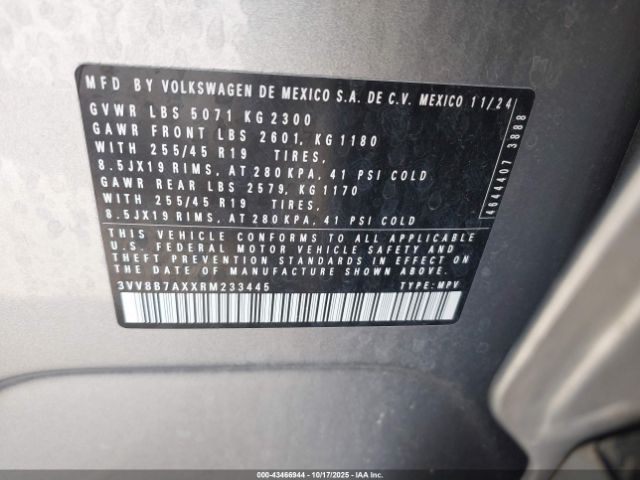 MFD BY VOLKSWAGEN DE MEXICO S.A. DE C.V. MEXICO 11/24
GVWR LBS 5071 KG 2300
GAWR FRONT LBS 2601, KG 1180
WITH 255/45 R19 TIRES,
8.5JX19 RIMS, AT 280 KPA, 41 PSI COLD
GAWR REAR LBS 2579, KG 1170
WITH 255/45 R19 TIRES,
8.5JX19 RIMS, AT 280 KPA, 41 PSI COLD
THIS VEHICLE CONFORMS TO ALL APPLICABLE
U.S. FEDERAL MOTOR VEHICLE SAFETY AND
THEFT PREVENTION STANDARDS IN EFFECT ON
THE DATE OF MANUFACTURE SHOWN ABOVE.
3VV8B7AXXRM233445 TYPE: MPV
4644407 3888
000-43466944 | 10/17/2025 | IAAI.com